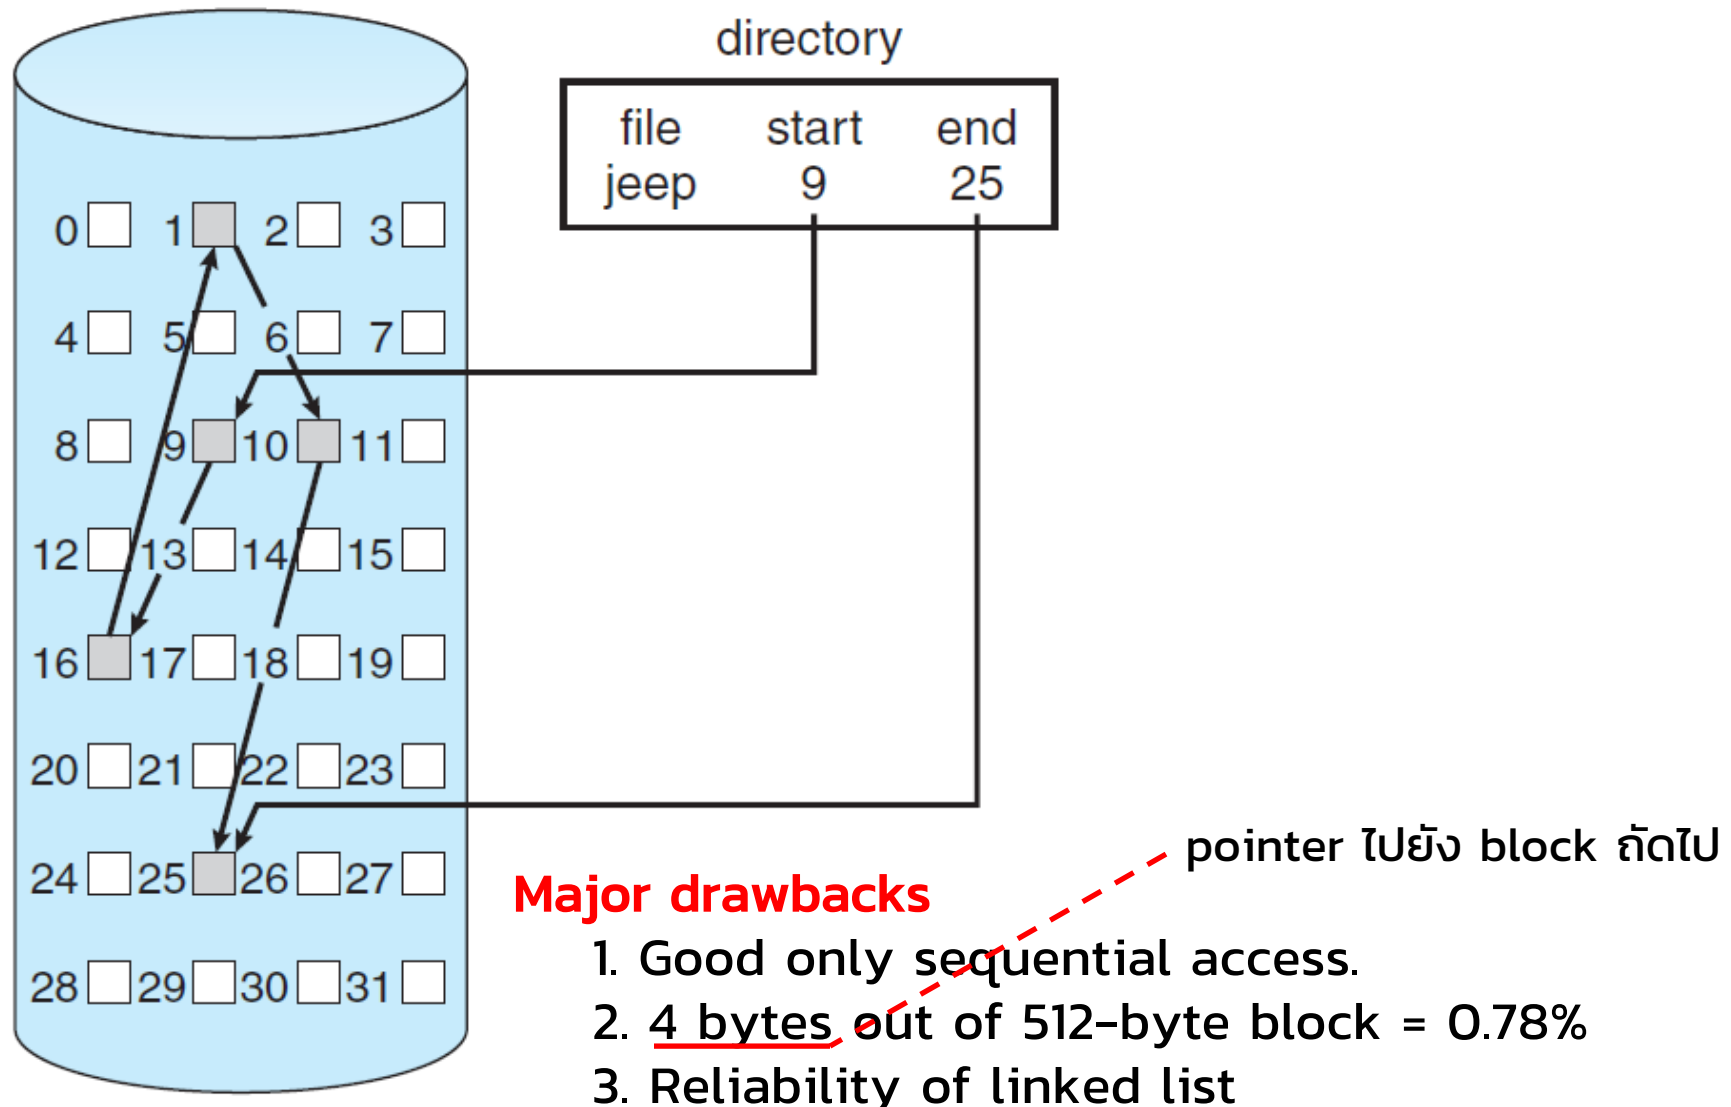 directory
file start end
jeep 9 25
0 1 2 3
4 5 6 7
8 9 10 11
12 13 14 15
16 17 18 19
20 21 22 23
24 25 26 27
28 29 30 31
pointer ไปยัง block ถัดไป
Major drawbacks
1. Good only sequential access.
2. 4 bytes out of 512-byte block = 0.78%
3. Reliability of linked list